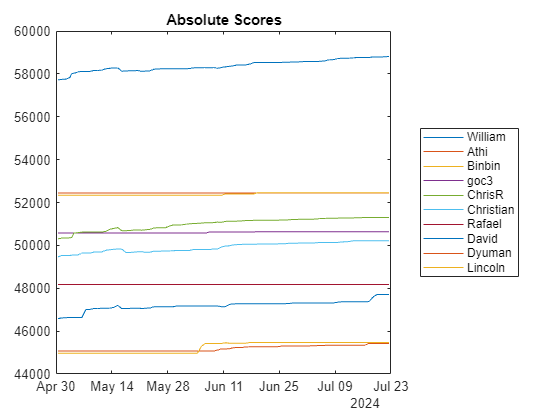 Absolute Scores
60000
58000
56000
54000
52000
50000
48000
46000
44000
Apr 30 May 14 May 28 Jun 11 Jun 25 Jul 09 Jul 23
2024
William
Athi
Binbin
goc3
ChrisR
Christian
Rafael
David
Dyuman
Lincoln